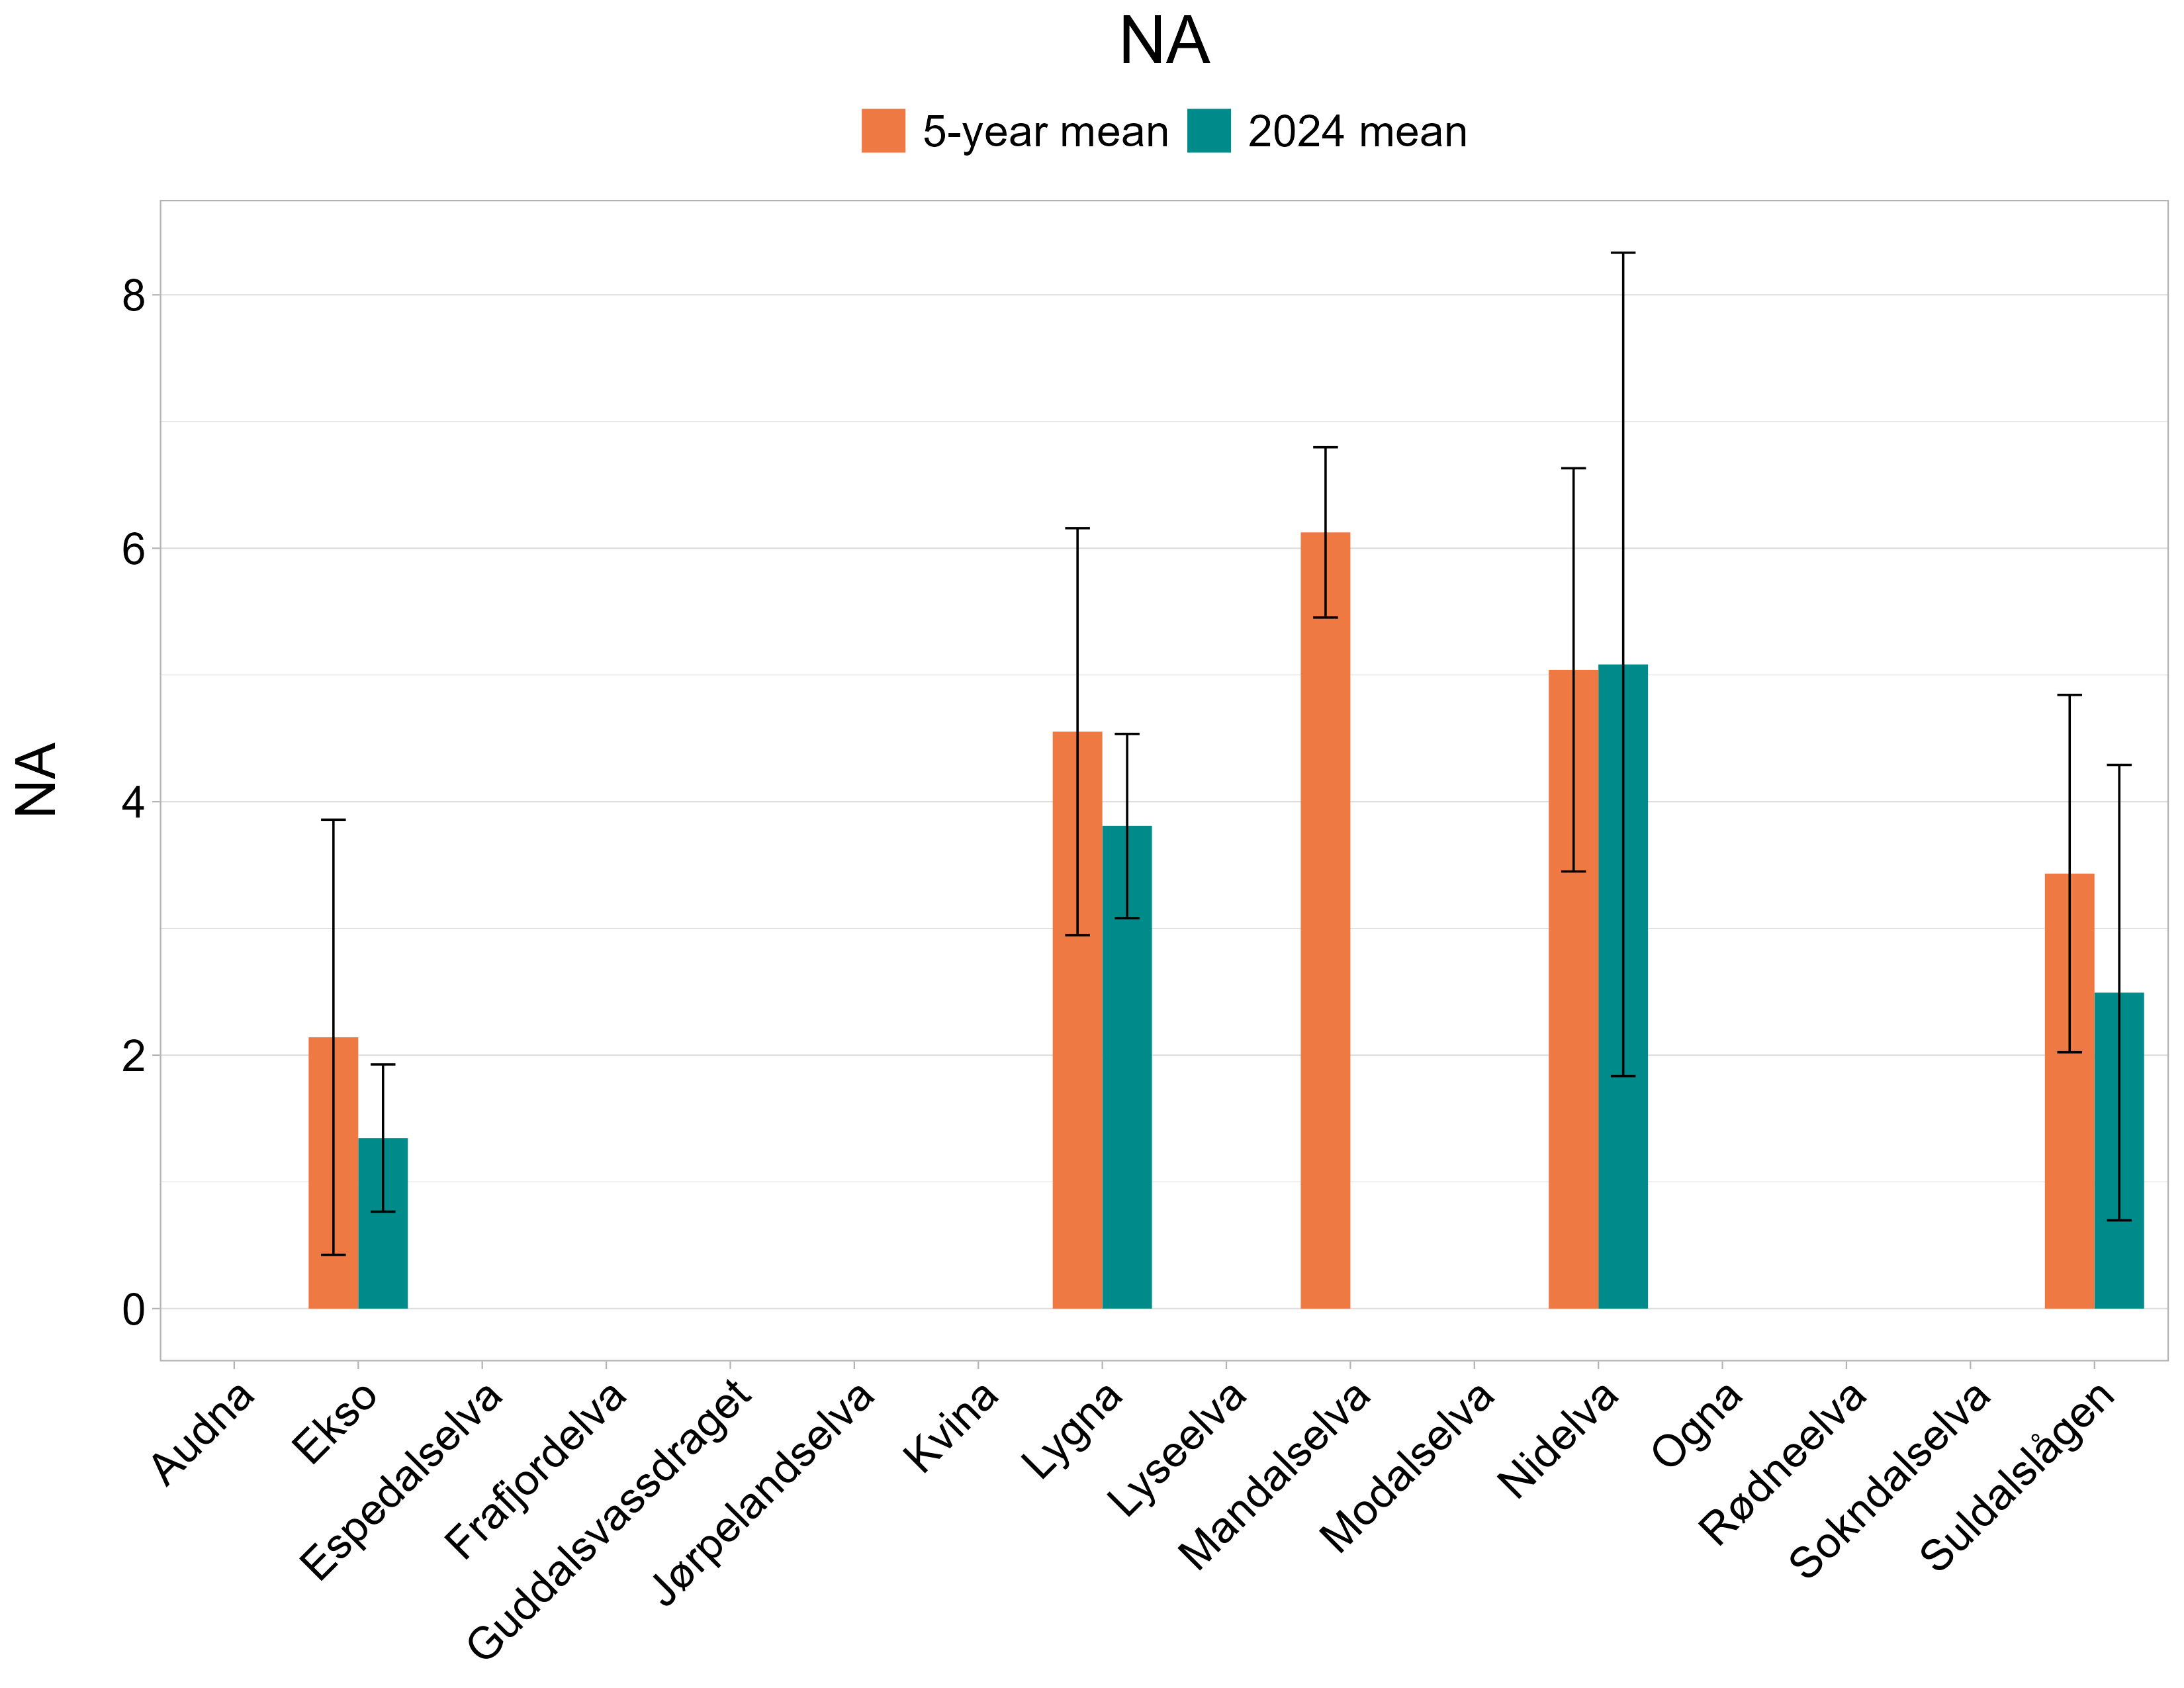 NA
5-year mean 2024 mean
NA
8
6
4
2
0
Audna
Ekso
Espedalselva
Frafjordelva
Guddalsvassdraget
Jørpelandselva
Kvina
Lygna
Lyseelva
Mandalselva
Modalselva
Nidelva
Ogna
Rødneelva
Sokndalselva
Suldalslågen